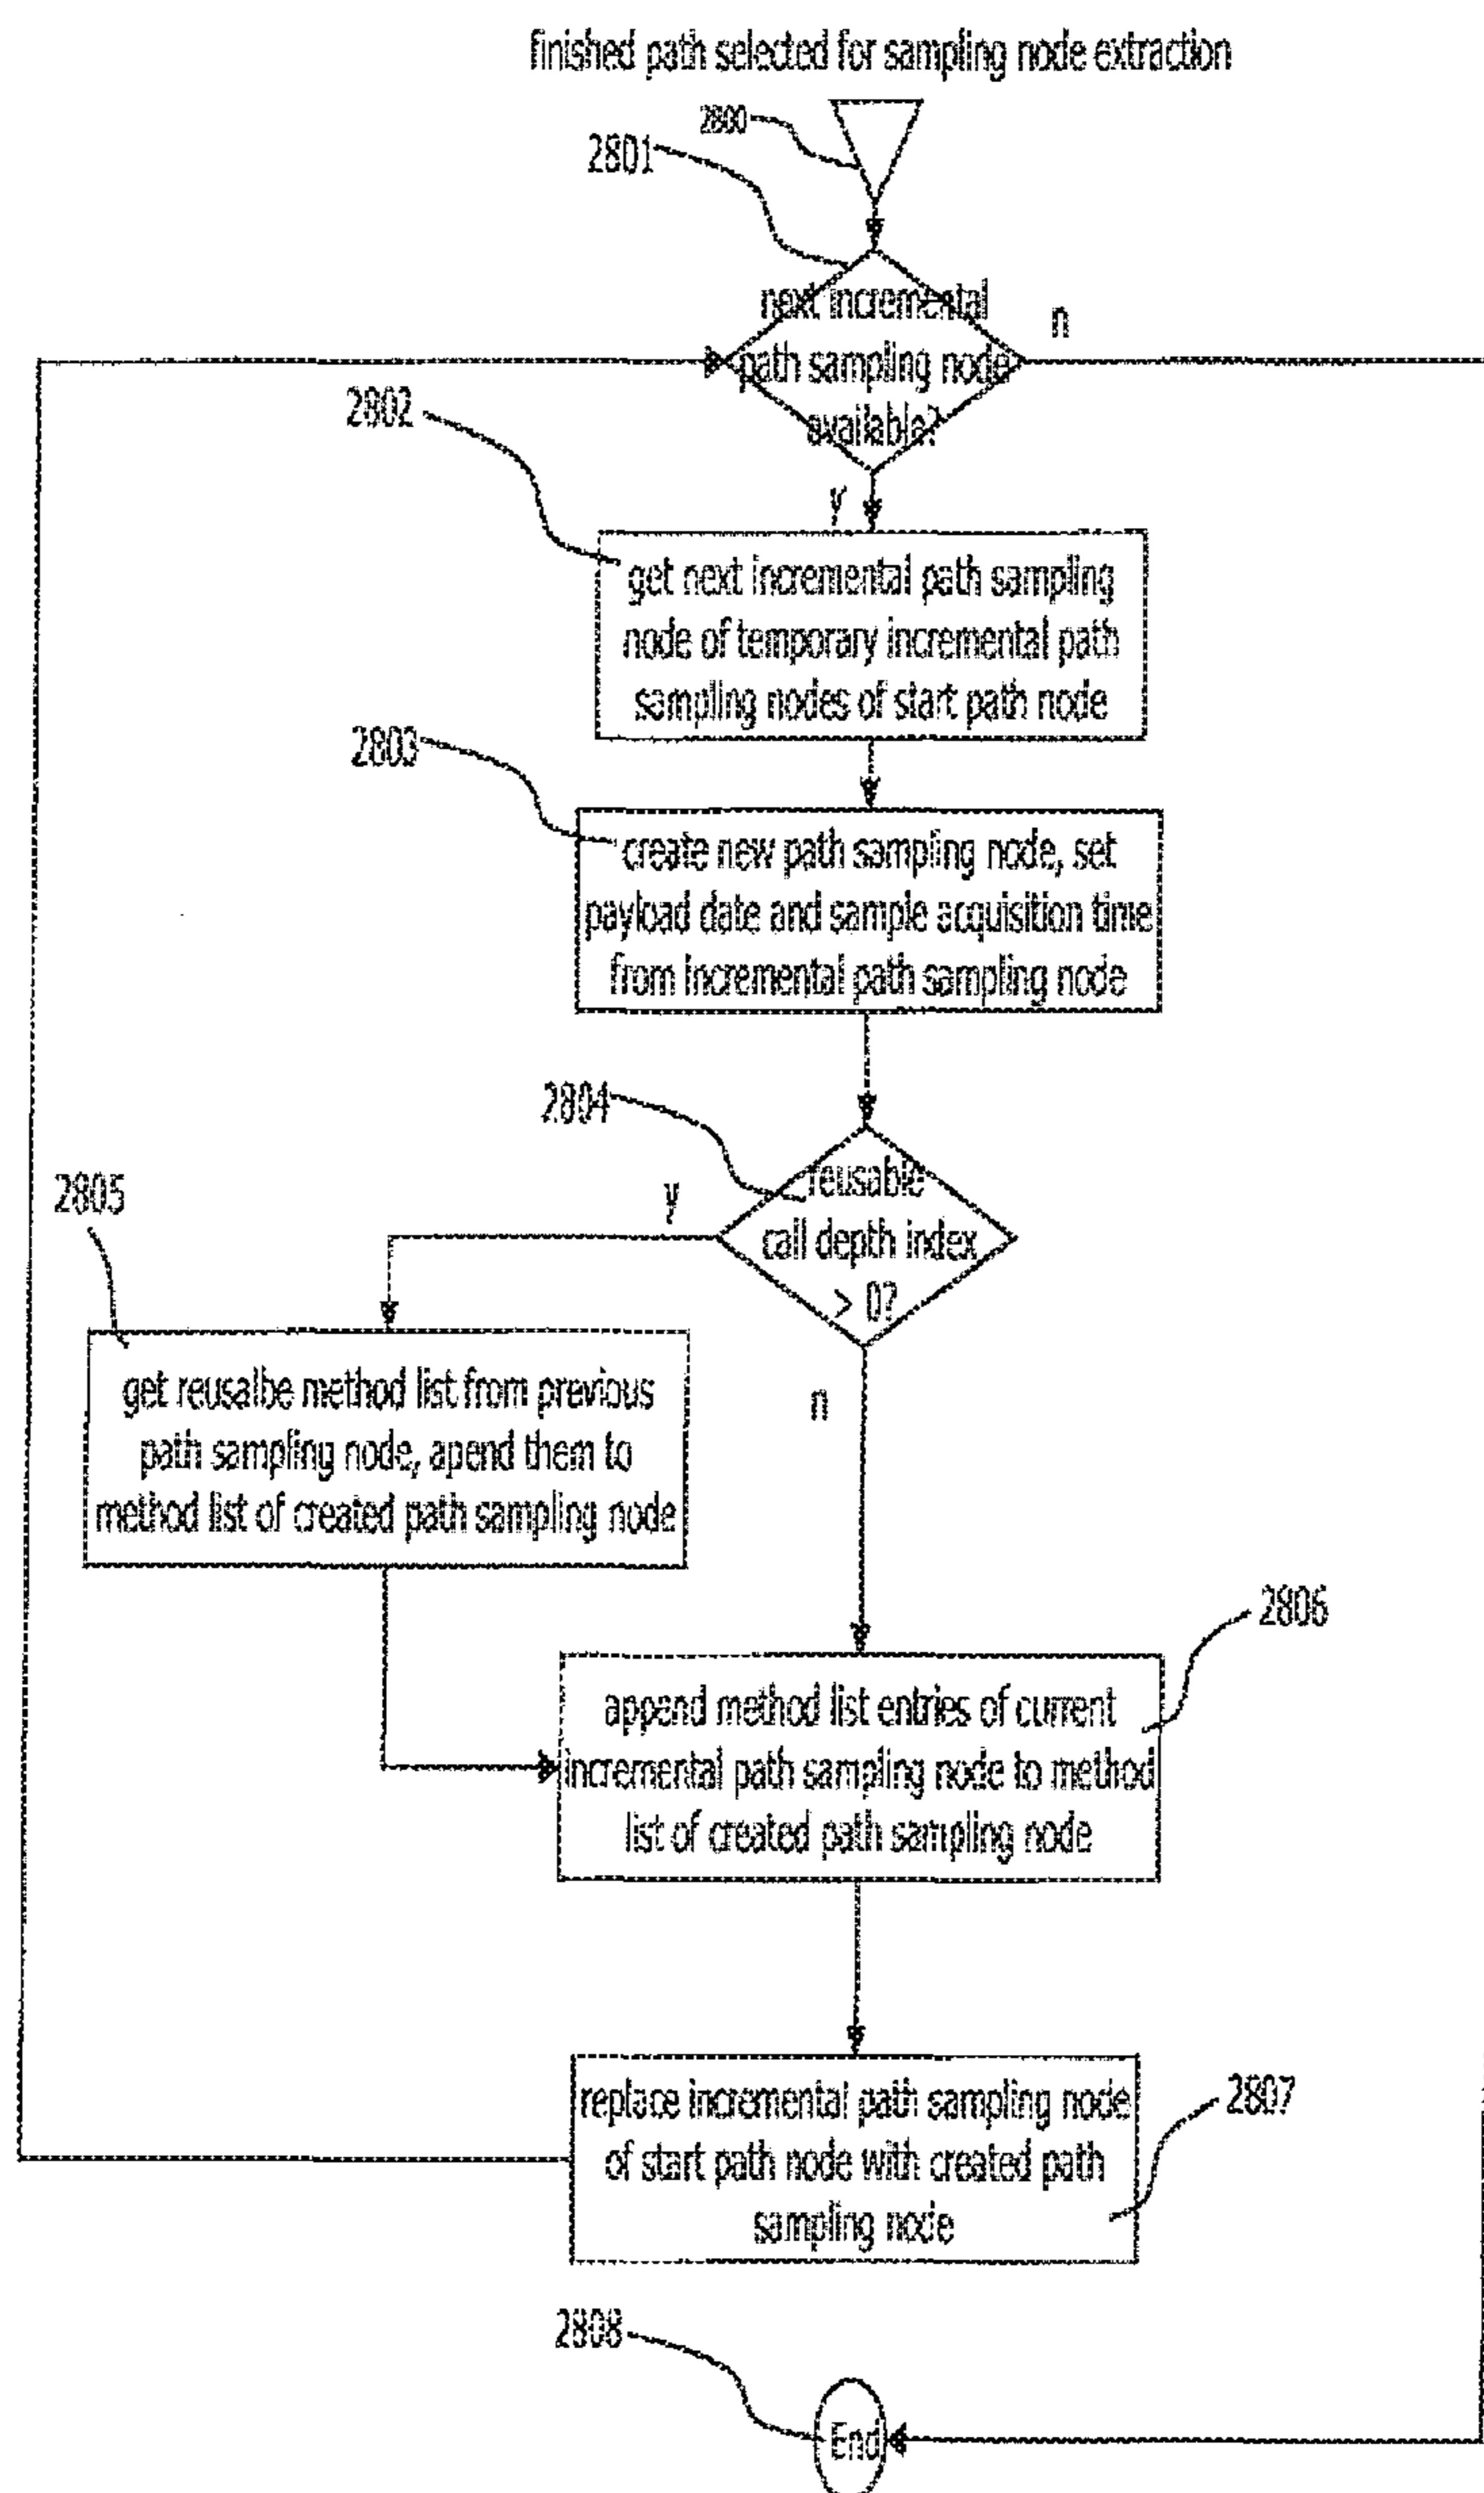 finished path selected for sampling node extraction
2800
2801
next incremental
path sampling node
available?
n
y
2802
get next incremental path sampling
node of temporary incremental path
sampling nodes of start path node
2803
create new path sampling node, set
payload date and sample acquisition time
from incremental path sampling node
2804
reusable
call depth index
> 0?
y
n
2805
get reusalbe method list from previous
path sampling node, apend them to
method list of created path sampling node
2806
append method list entries of current
incremental path sampling node to method
list of created path sampling node
2807
replace incremental path sampling node
of start path node with created path
sampling node
2808
End